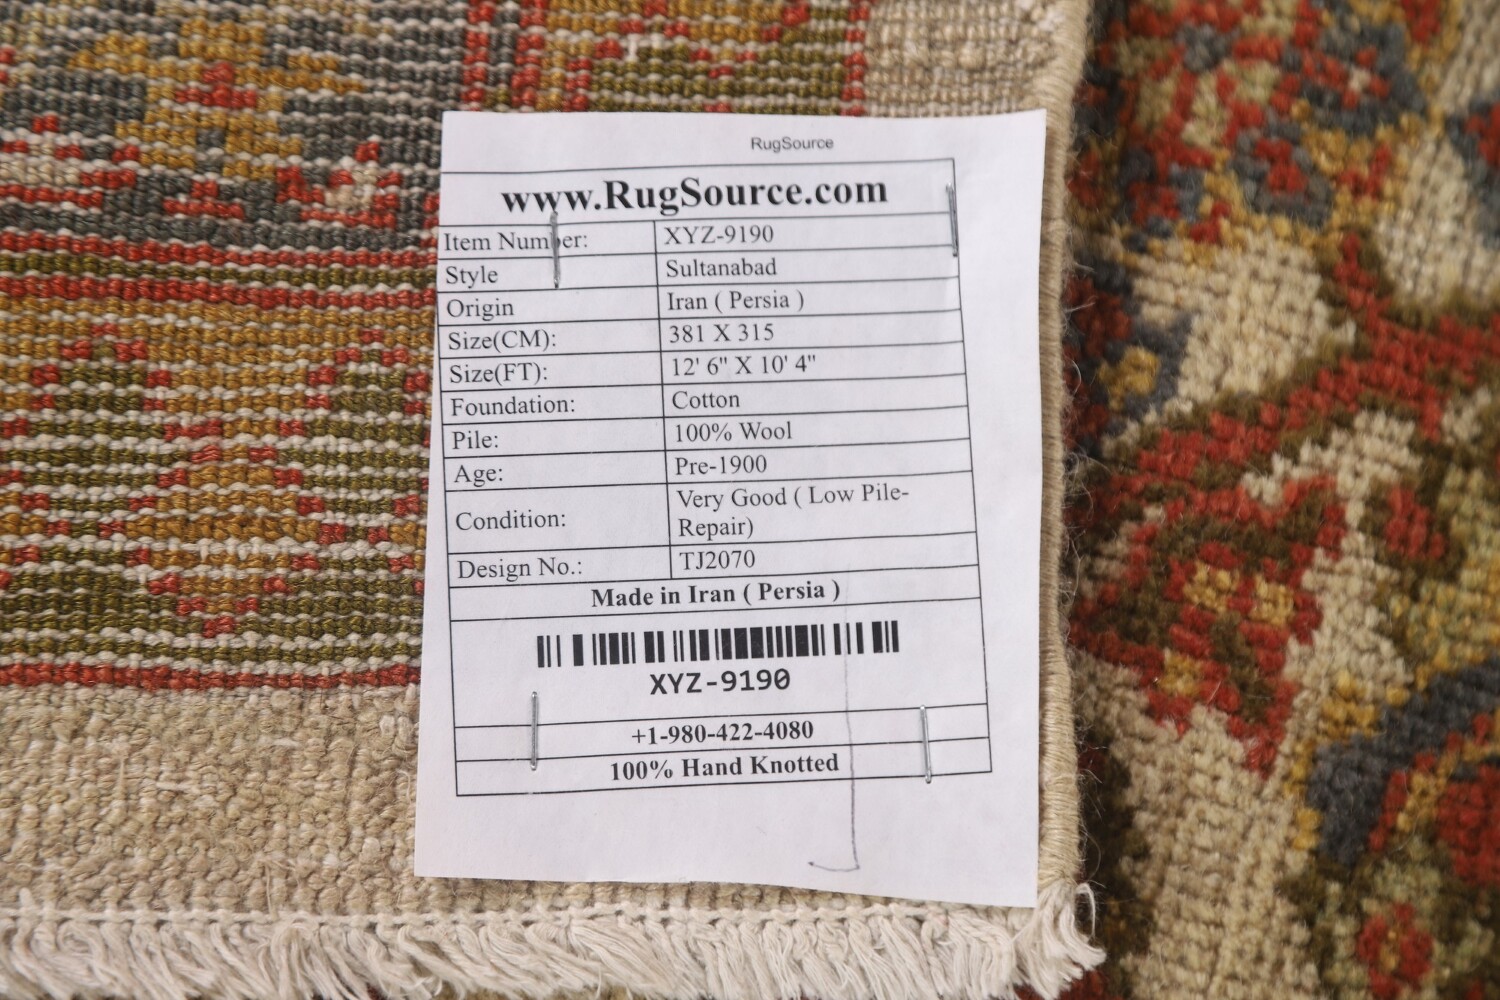 RugSource
www.RugSource.com
Item Number: XYZ-9190
Style Sultanabad
Origin Iran ( Persia )
Size(CM): 381 X 315
Size(FT): 12' 6" X 10' 4"
Foundation: Cotton
Pile: 100% Wool
Age: Pre-1900
Condition: Very Good ( Low Pile-
Repair)
Design No.: TJ2070
Made in Iran ( Persia )
XYZ-9190
+1-980-422-4080
100% Hand Knotted